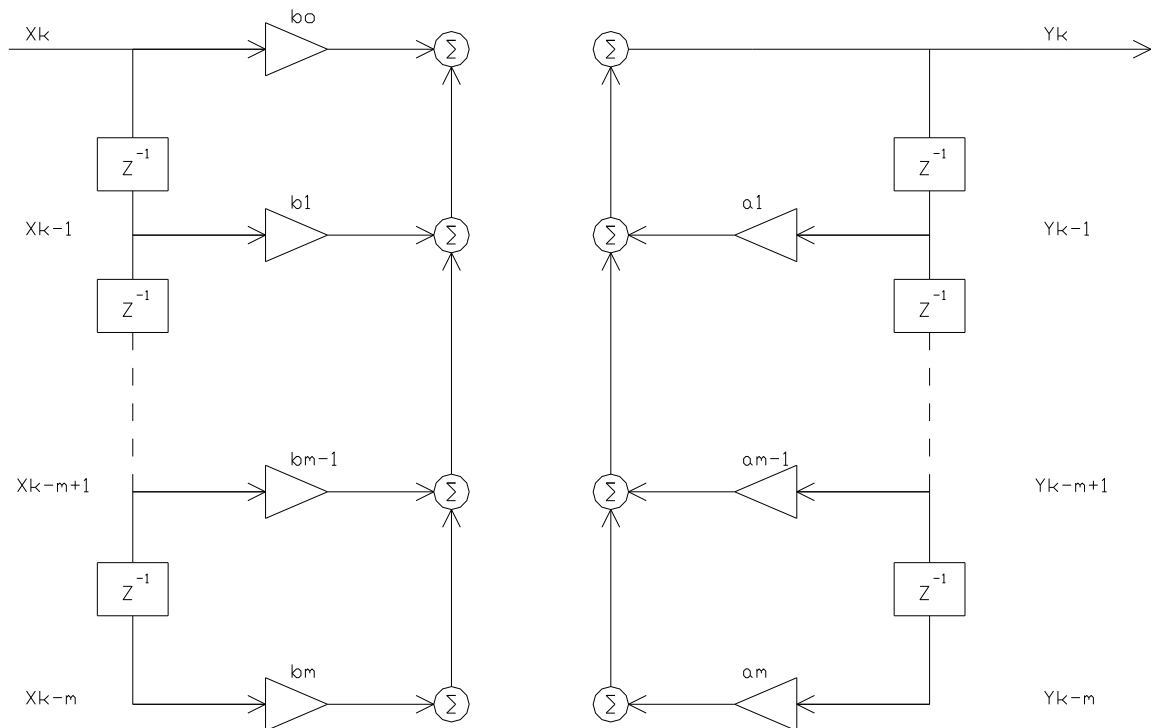 Xk bo Σ Σ Yk
Z⁻¹ Z⁻¹
Xk-1 b1 Σ Σ a1 Yk-1
Z⁻¹ Z⁻¹
Xk-m+1 bm-1 Σ Σ am-1 Yk-m+1
Z⁻¹ Z⁻¹
Xk-m bm Σ Σ am Yk-m